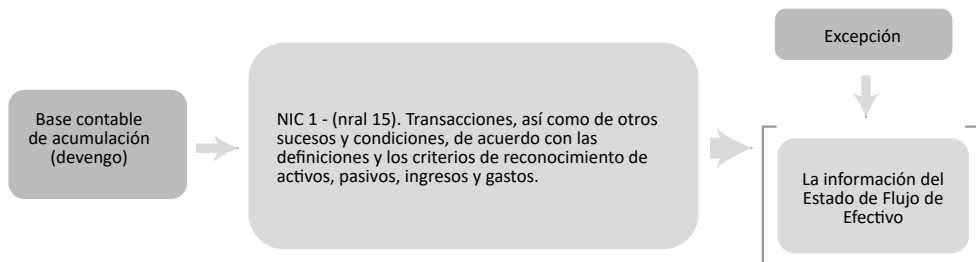 Base contable
de acumulación
(devengo)
NIC 1 - (nral 15). Transacciones, así como de otros
sucesos y condiciones, de acuerdo con las
definiciones y los criterios de reconocimiento de
activos, pasivos, ingresos y gastos.
Excepción
La información del
Estado de Flujo de
Efectivo